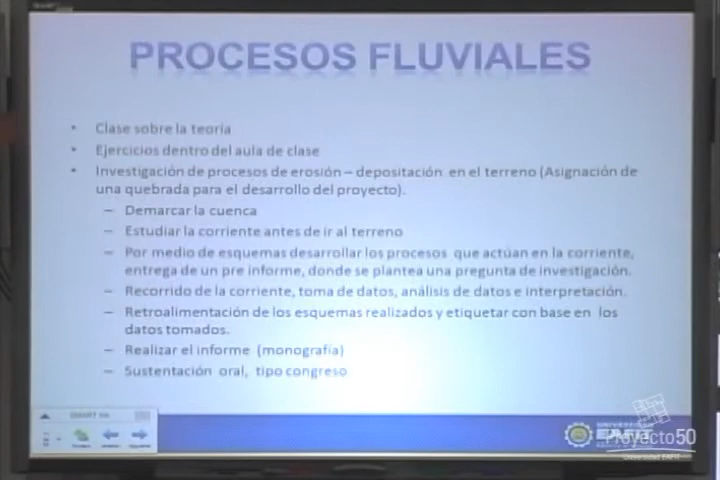 PROCESOS FLUVIALES
• Clase sobre la teoría
• Ejercicios dentro del aula de clase
• Investigación de procesos de erosión – depositación en el terreno (Asignación de
una quebrada para el desarrollo del proyecto).
– Demarcar la cuenca
– Estudiar la corriente antes de ir al terreno
– Por medio de esquemas desarrollar los procesos que actúan en la corriente,
entrega de un pre informe, donde se plantea una pregunta de investigación.
– Recorrido de la corriente, toma de datos, análisis de datos e interpretación.
– Retroalimentación de los esquemas realizados y etiquetar con base en los
datos tomados.
– Realizar el informe (monografía)
– Sustentación oral, tipo congreso
Proyecto50
Universidad EAFIT